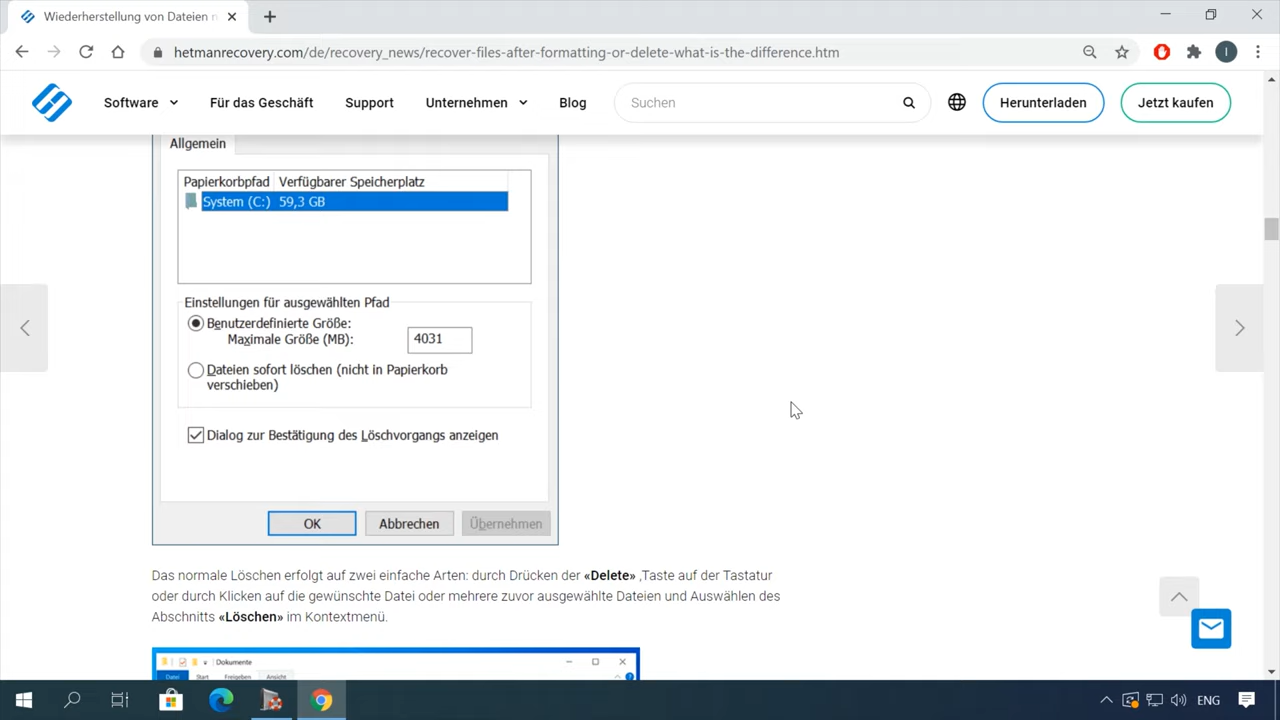 Wiederherstellung von Dateien n
hetmanrecovery.com/de/recovery_news/recover-files-after-formatting-or-delete-what-is-the-difference.htm
I
Software
Für das Geschäft
Support
Unternehmen
Blog
Suchen
Herunterladen
Jetzt kaufen
Allgemein
Papierkorbpfad Verfügbarer Speicherplatz
System (C:) 59,3 GB
Einstellungen für ausgewählten Pfad
Benutzerdefinierte Größe:
Maximale Größe (MB): 4031
Dateien sofort löschen (nicht in Papierkorb
verschieben)
Dialog zur Bestätigung des Löschvorgangs anzeigen
OK Abbrechen Übernehmen
Das normale Löschen erfolgt auf zwei einfache Arten: durch Drücken der «Delete» ,Taste auf der Tastatur
oder durch Klicken auf die gewünschte Datei oder mehrere zuvor ausgewählte Dateien und Auswählen des
Abschnitts «Löschen» im Kontextmenü.
Dokumente
Datei Start Freigeben Ansicht
ENG